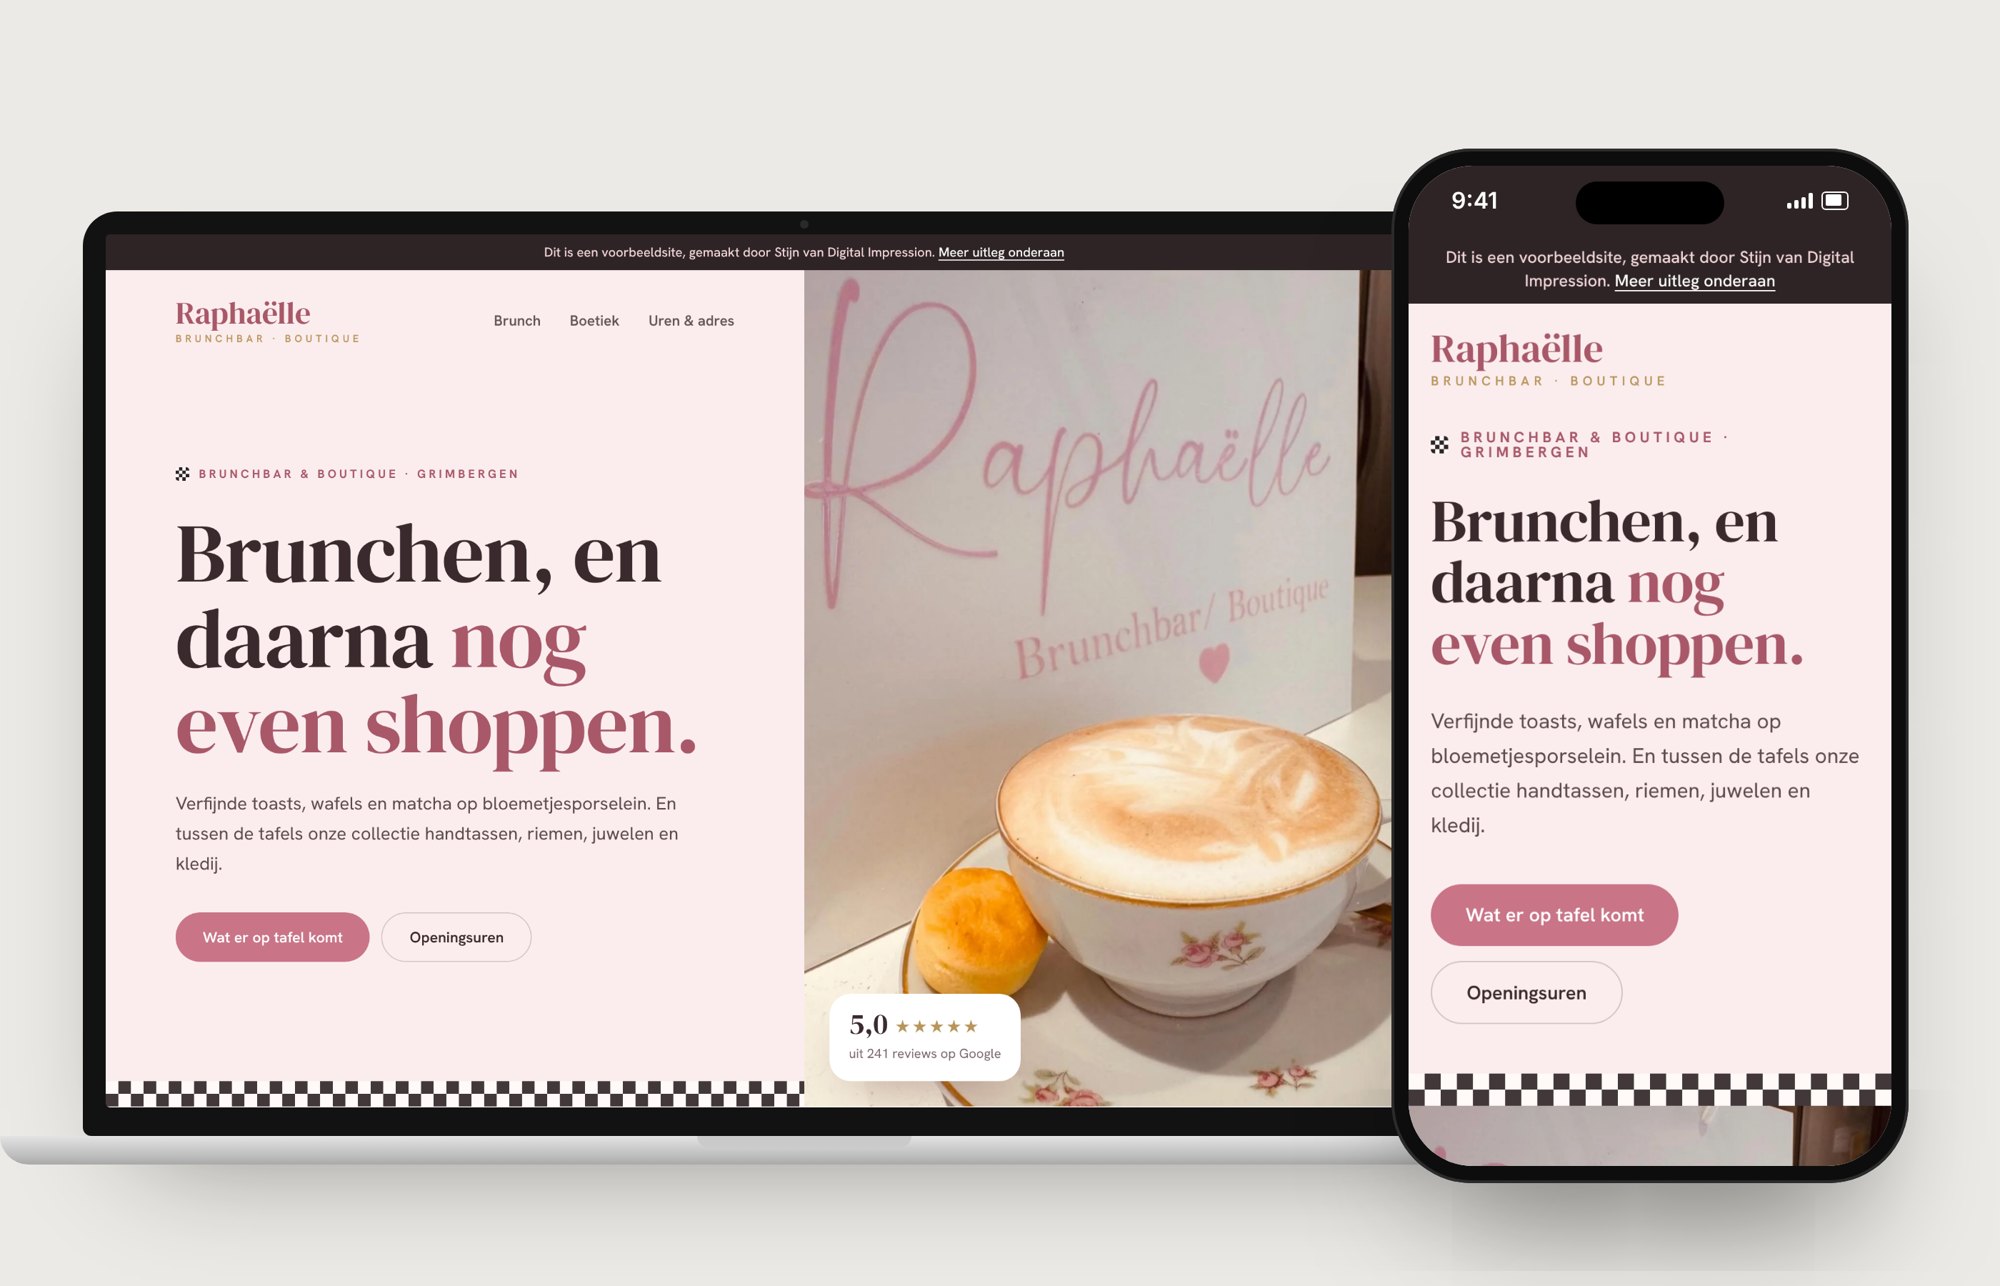 Dit is een voorbeeldsite, gemaakt door Stijn van Digital Impression. Meer uitleg onderaan
Raphaëlle
BRUNCHBAR · BOUTIQUE
Brunch Boetiek Uren & adres
BRUNCHBAR & BOUTIQUE · GRIMBERGEN
Brunchen, en
daarna nog
even shoppen.
Verfijnde toasts, wafels en matcha op bloemetjesporselein. En
tussen de tafels onze collectie handtassen, riemen, juwelen en
kledij.
Wat er op tafel komt Openingsuren
Raphaëlle
Brunchbar/ Boutique
5,0 ★★★★★
uit 241 reviews op Google
9:41
Dit is een voorbeeldsite, gemaakt door Stijn van Digital
Impression. Meer uitleg onderaan
Raphaëlle
BRUNCHBAR · BOUTIQUE
BRUNCHBAR & BOUTIQUE ·
GRIMBERGEN
Brunchen, en
daarna nog
even shoppen.
Verfijnde toasts, wafels en matcha op
bloemetjesporselein. En tussen de tafels onze
collectie handtassen, riemen, juwelen en
kledij.
Wat er op tafel komt
Openingsuren